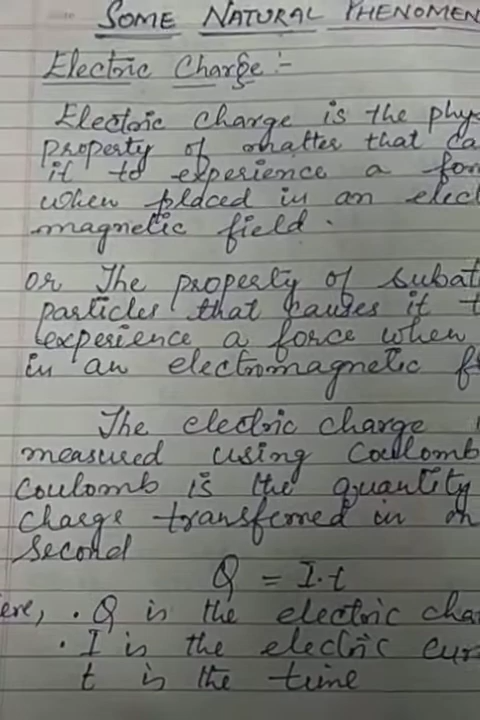 SOME NATURAL PHENOMEN
Electric Charge :-
Electric charge is the phys
property of matter that ca
it to experience a for
when placed in an elect
magnetic field.
or The property of subat
particles that causes it t
experience a force when
in an electromagnetic f
The electric charge
measured using Coulomb
Coulomb is the quantity
charge transferred in on
second
Q = I.t
ere, . Q is the electric cha
. I is the electric curr
t is the time